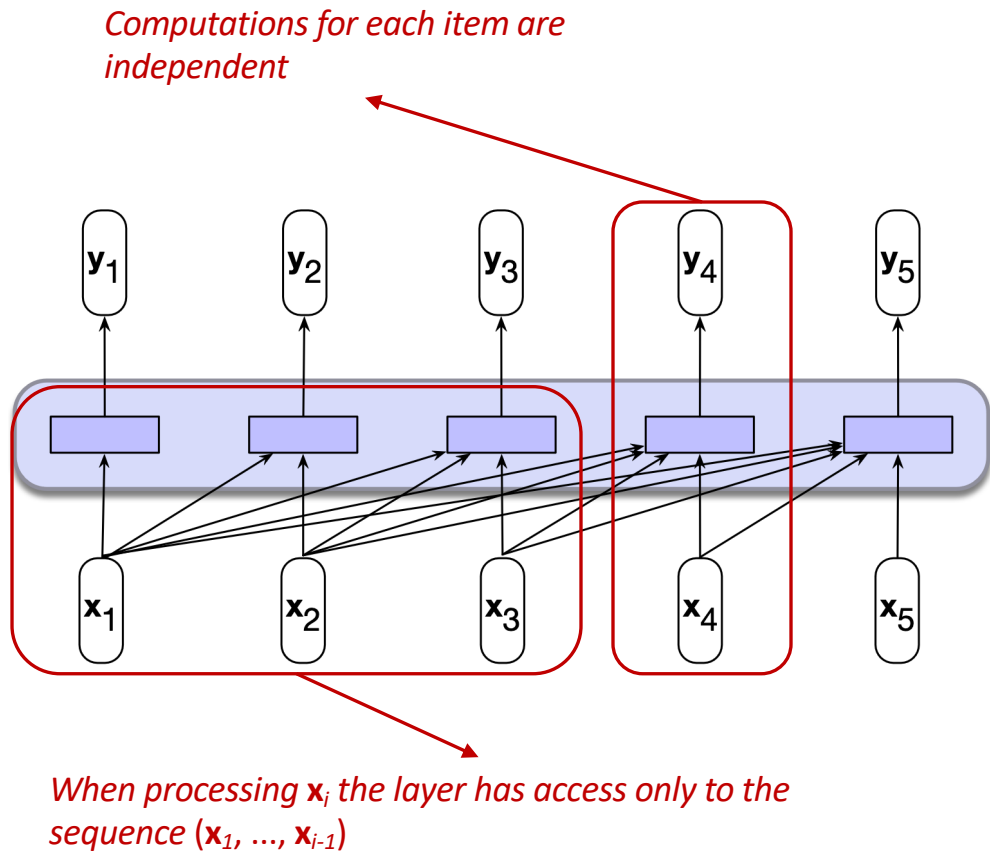 Computations for each item are
independent
y1 y2 y3 y4 y5
x1 x2 x3 x4 x5
When processing xi the layer has access only to the
sequence (x1, ..., xi-1)